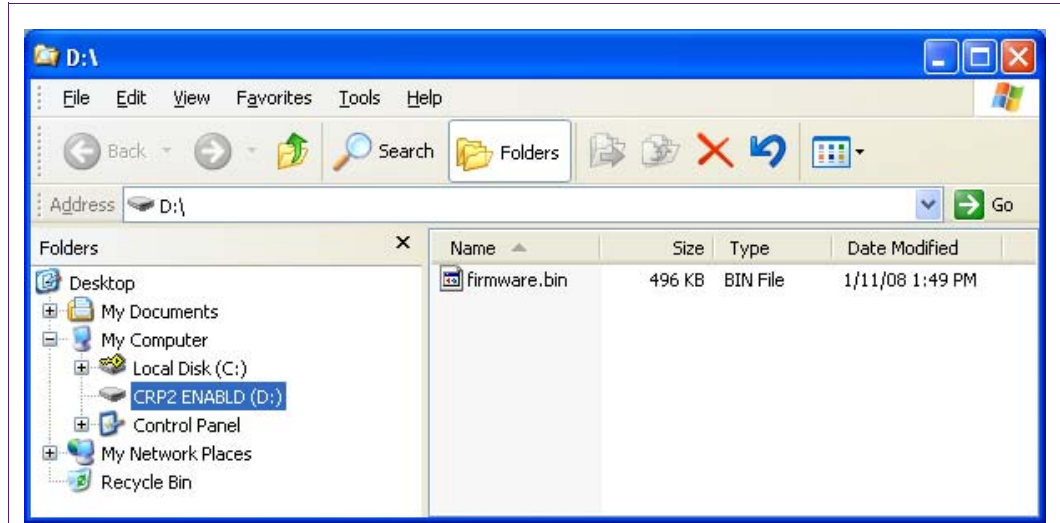 D:\
File Edit View Favorites Tools Help
Back Search Folders
Address D:\ Go
Folders x Name Size Type Date Modified
Desktop firmware.bin 496 KB BIN File 1/11/08 1:49 PM
My Documents
My Computer
Local Disk (C:)
CRP2 ENABLD (D:)
Control Panel
My Network Places
Recycle Bin